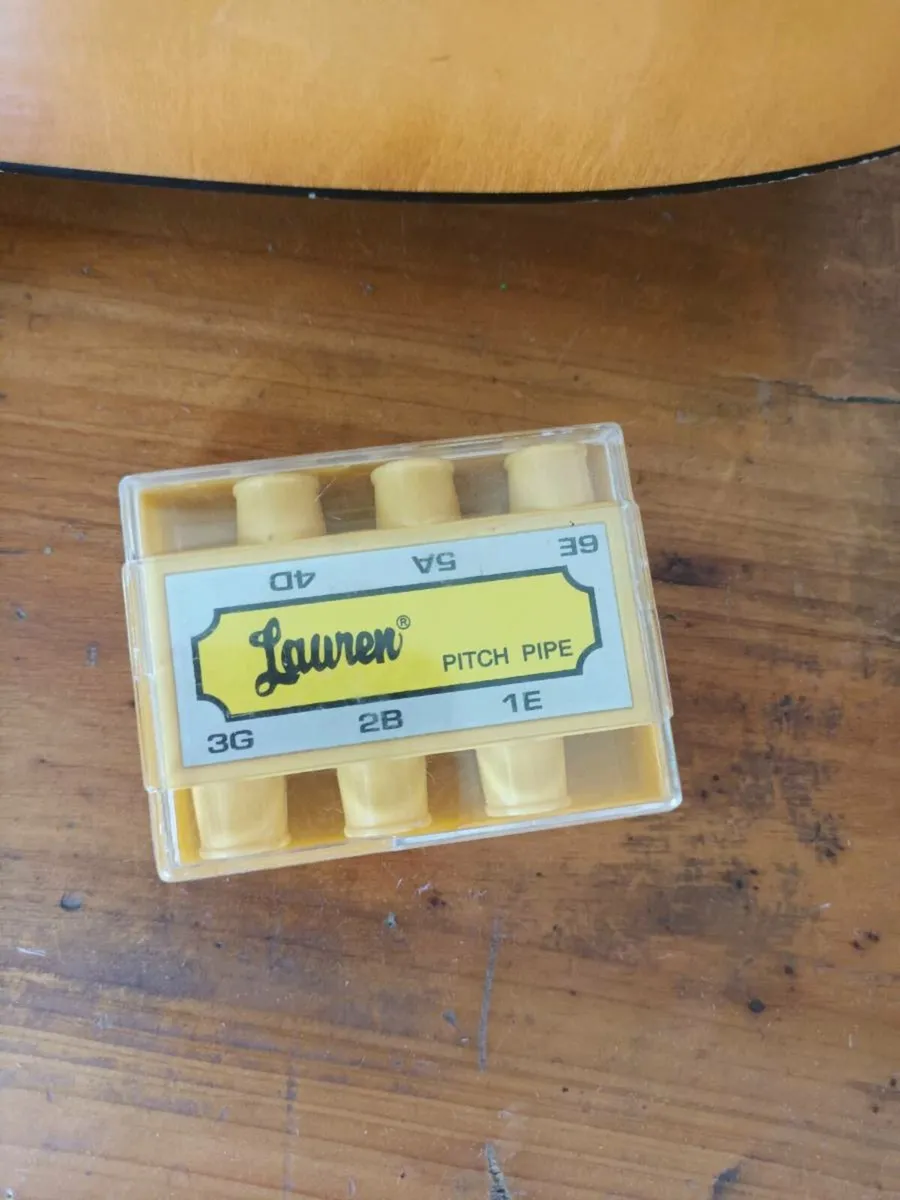 4D 5A 6E
Lauren®
PITCH PIPE
3G 2B 1E